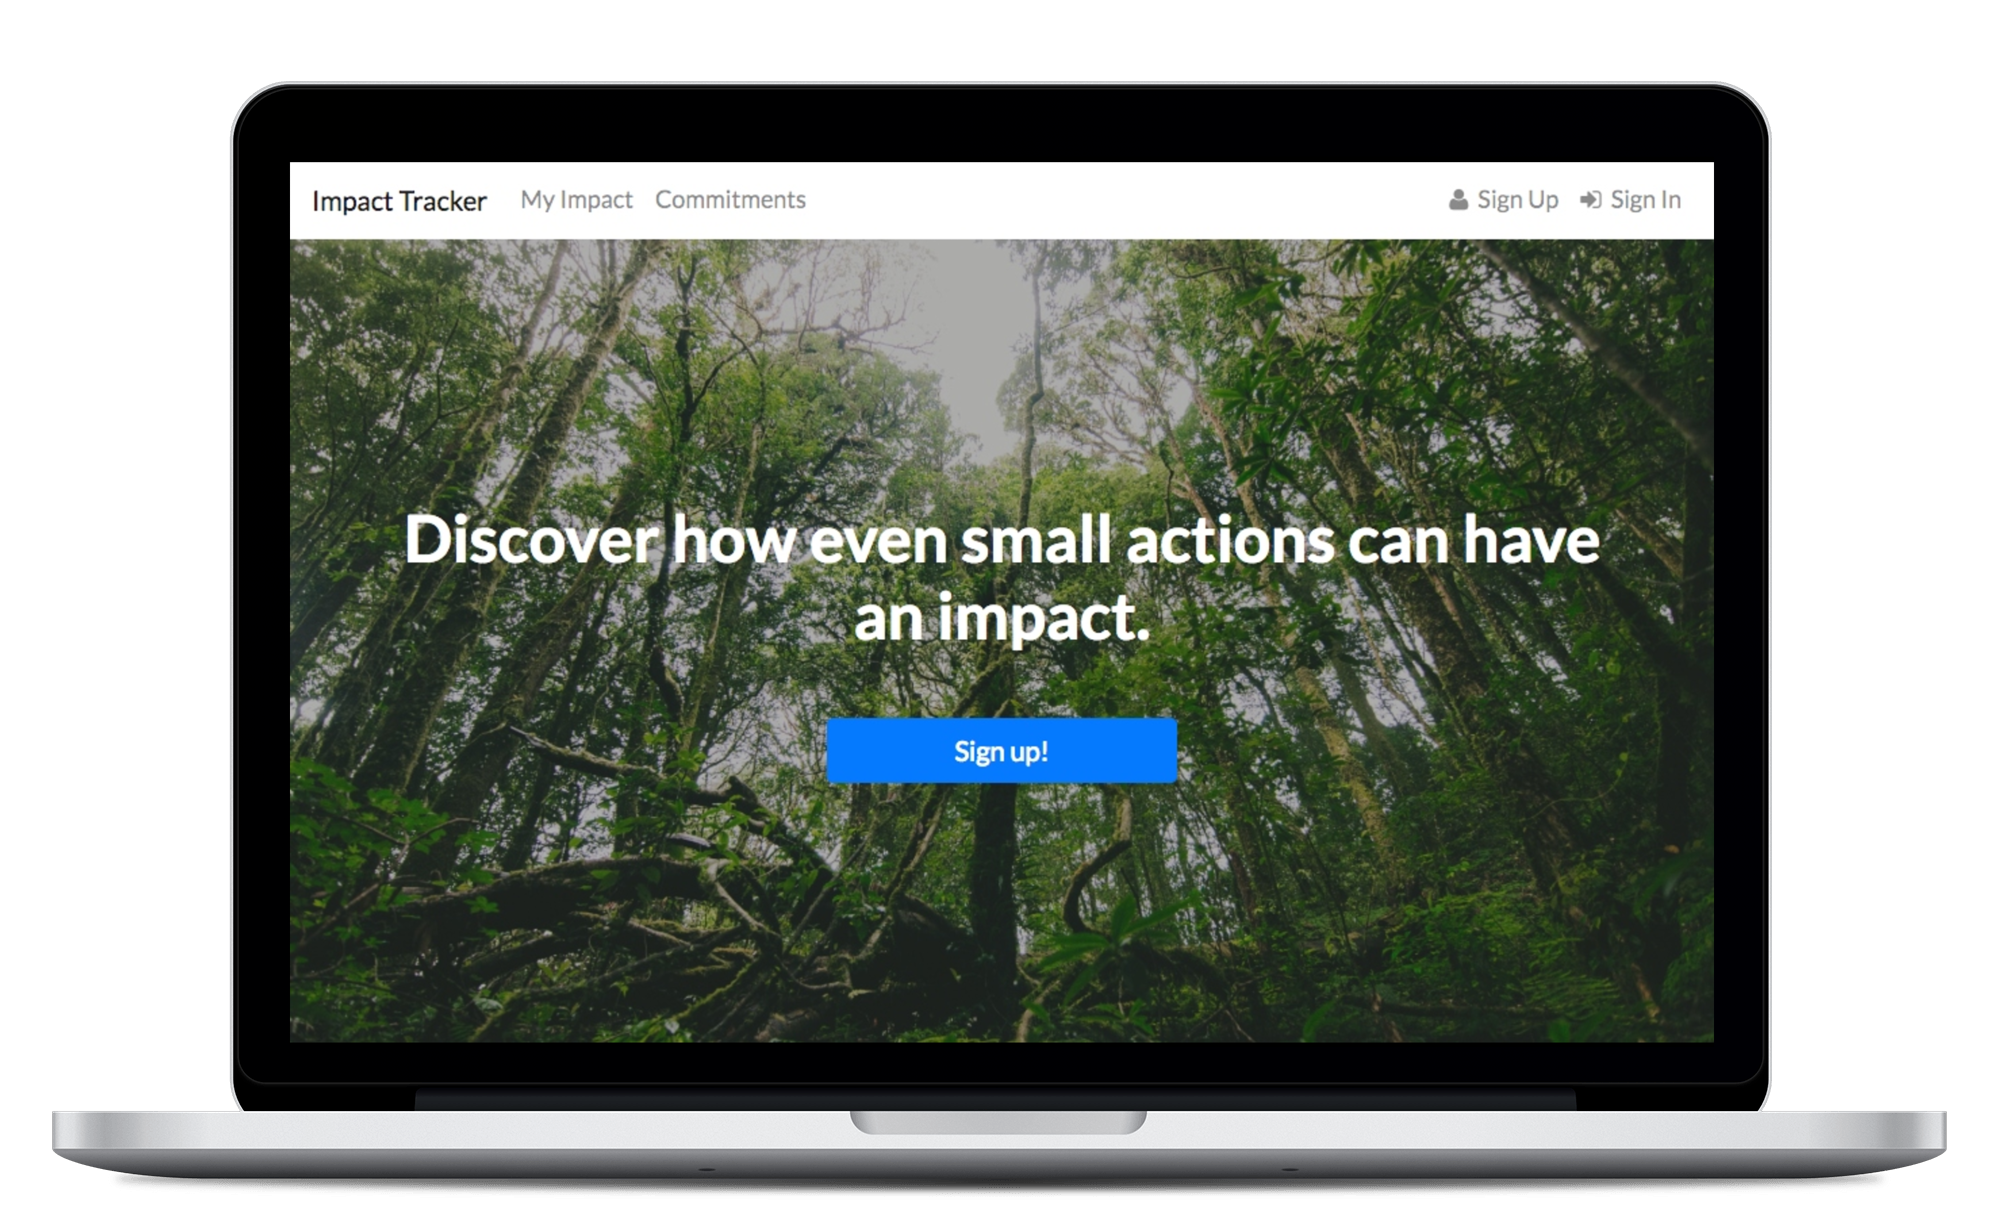 Impact Tracker My Impact Commitments Sign Up Sign In
Discover how even small actions can have
an impact.
Sign up!